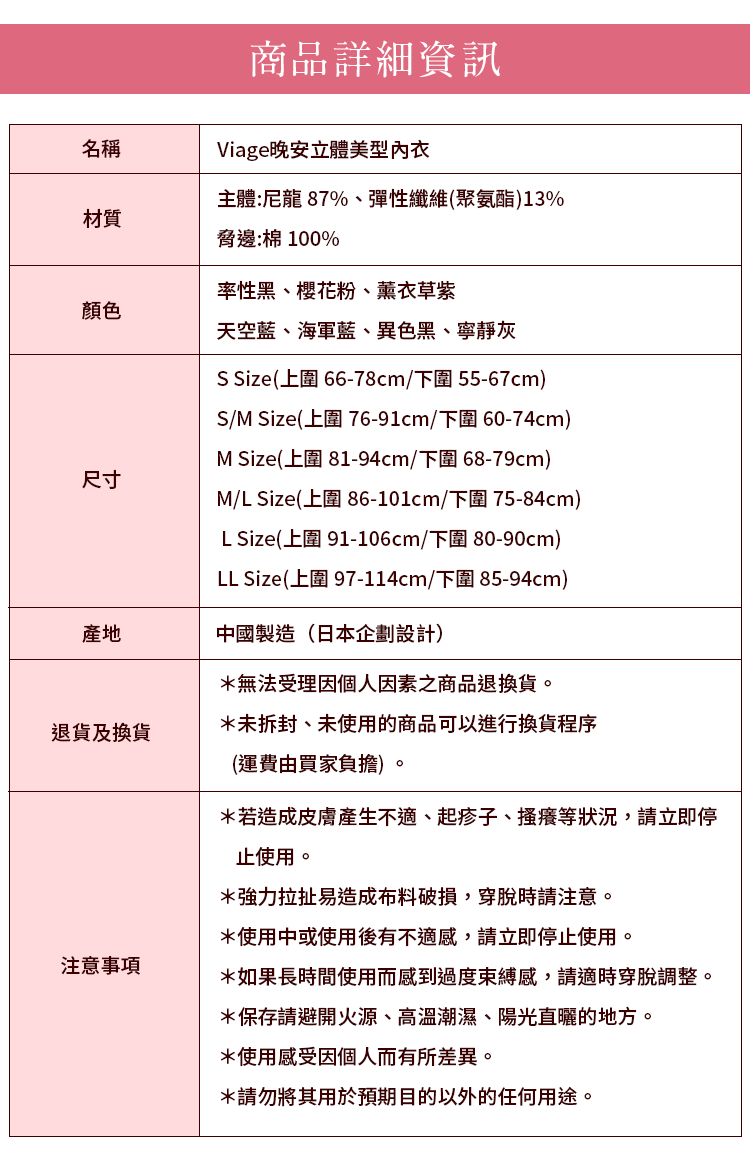 商品詳細資訊
名稱
Viage晚安立體美型內衣
材質
主體:尼龍 87%、彈性纖維(聚氨酯)13%
脅邊:棉 100%
顏色
率性黑、櫻花粉、薰衣草紫
天空藍、海軍藍、異色黑、寧靜灰
尺寸
S Size(上圍 66-78cm/下圍 55-67cm)
S/M Size(上圍 76-91cm/下圍 60-74cm)
M Size(上圍 81-94cm/下圍 68-79cm)
M/L Size(上圍 86-101cm/下圍 75-84cm)
L Size(上圍 91-106cm/下圍 80-90cm)
LL Size(上圍 97-114cm/下圍 85-94cm)
產地
中國製造（日本企劃設計）
退貨及換貨
＊無法受理因個人因素之商品退換貨。
＊未拆封、未使用的商品可以進行換貨程序
(運費由買家負擔) 。
注意事項
＊若造成皮膚產生不適、起疹子、搔癢等狀況，請立即停
止使用。
＊強力拉扯易造成布料破損，穿脫時請注意。
＊使用中或使用後有不適感，請立即停止使用。
＊如果長時間使用而感到過度束縛感，請適時穿脫調整。
＊保存請避開火源、高溫潮濕、陽光直曬的地方。
＊使用感受因個人而有所差異。
＊請勿將其用於預期目的以外的任何用途。